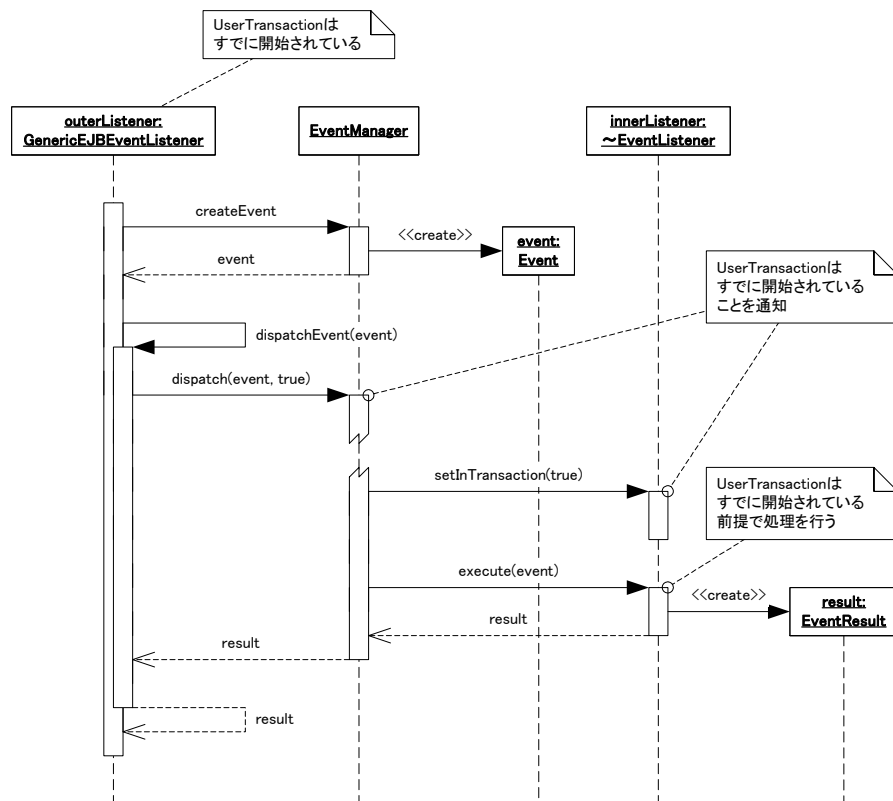 UserTransactionは
すでに開始されている
outerListener:
GenericEJBEventListener
EventManager
innerListener:
～EventListener
createEvent
<<create>>
event:
Event
event
UserTransactionは
すでに開始されている
ことを通知
dispatchEvent(event)
dispatch(event, true)
setInTransaction(true)
UserTransactionは
すでに開始されている
前提で処理を行う
execute(event)
<<create>>
result:
EventResult
result
result
result